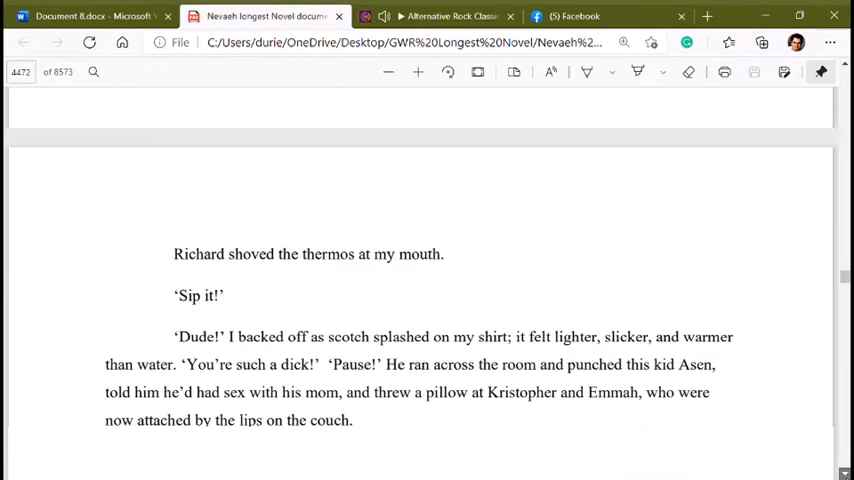 Document 8.docx - Microsoft V
Nevaeh longest Novel docume
Alternative Rock Classic
Facebook
File
C:/Users/durie/OneDrive/Desktop/GWR%20Longest%20Novel/Nevaeh%2...
4472 of 8573
Richard shoved the thermos at my mouth.
‘Sip it!’
‘Dude!’ I backed off as scotch splashed on my shirt; it felt lighter, slicker, and warmer
than water. ‘You’re such a dick!’ ‘Pause!’ He ran across the room and punched this kid Asen,
told him he’d had sex with his mom, and threw a pillow at Kristopher and Emmah, who were
now attached by the lips on the couch.